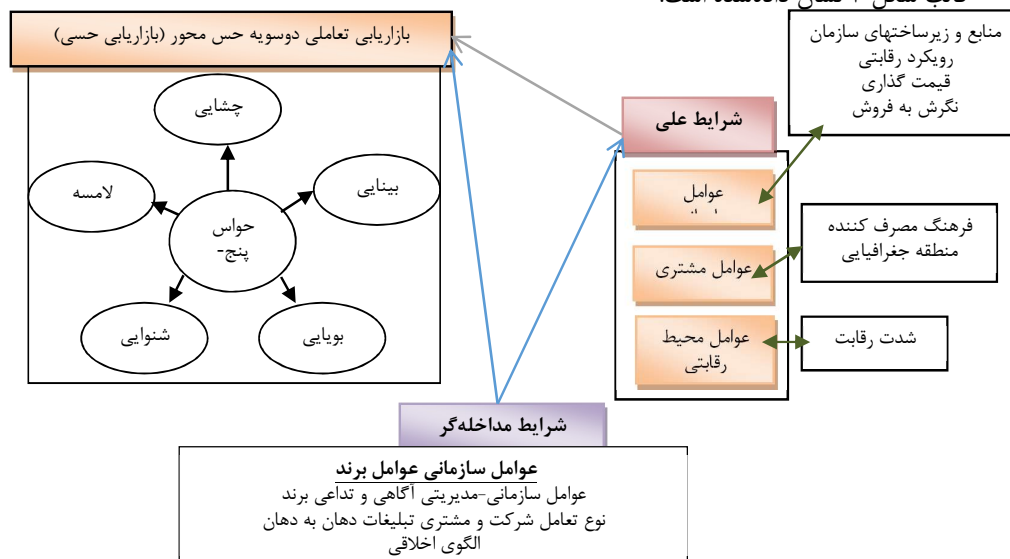 بازاریابی تعاملی دوسویه حس محور (بازاریابی حسی)
چشایی
بینایی
لامسه
حواس
پنج-
شنوایی
بویایی
منابع و زیرساختهای سازمان
رویکرد رقابتی
قیمت گذاری
نگرش به فروش
شرایط علی
عوامل
فرهنگ مصرف کننده
منطقه جغرافیایی
عوامل مشتری
عوامل محیط
رقابتی
شدت رقابت
شرایط مداخله‌گر
عوامل سازمانی عوامل برند
عوامل سازمانی-مدیریتی آگاهی و تداعی برند
نوع تعامل شرکت و مشتری تبلیغات دهان به دهان
الگوی اخلاقی